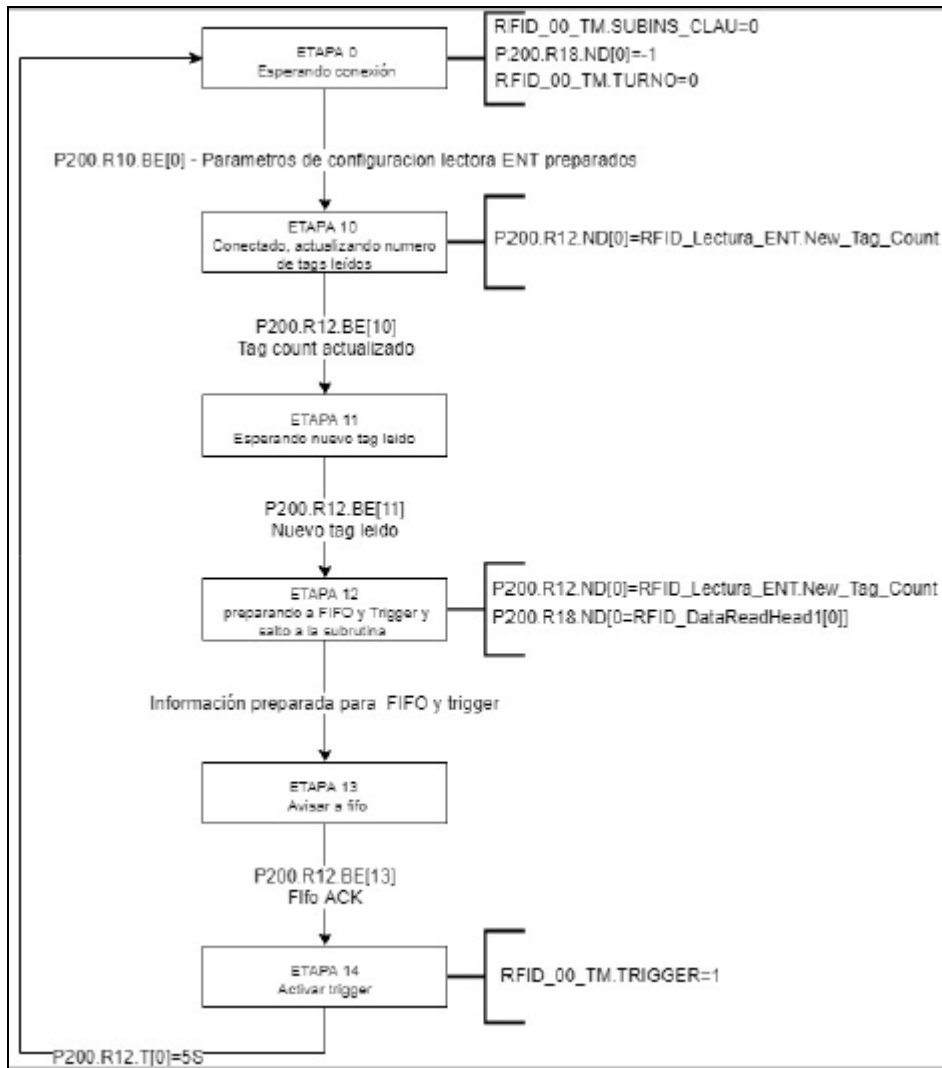 ETAPA 0
Esperando conexión
RFID_00_TM.SUBINS_CLAU=0
P200.R18.ND[0]=-1
RFID_00_TM.TURNO=0
P200.R10.BE[0] - Parametros de configuracion lectora ENT preparados
ETAPA 10
Conectado, actualizando numero
de tags leídos
P200.R12.ND[0]=RFID_Lectura_ENT.New_Tag_Count
P200.R12.BE[10]
Tag count actualizado
ETAPA 11
Esperando nuevo tag leido
P200.R12.BE[11]
Nuevo tag leido
ETAPA 12
preparando a FIFO y Trigger y
salto a la subrutina
P200.R12.ND[0]=RFID_Lectura_ENT.New_Tag_Count
P200.R18.ND[0=RFID_DataReadHead1[0]]
Información preparada para FIFO y trigger
ETAPA 13
Avisar a fifo
P200.R12.BE[13]
FIfo ACK
ETAPA 14
Activar trigger
RFID_00_TM.TRIGGER=1
P200.R12.T[0]=5S